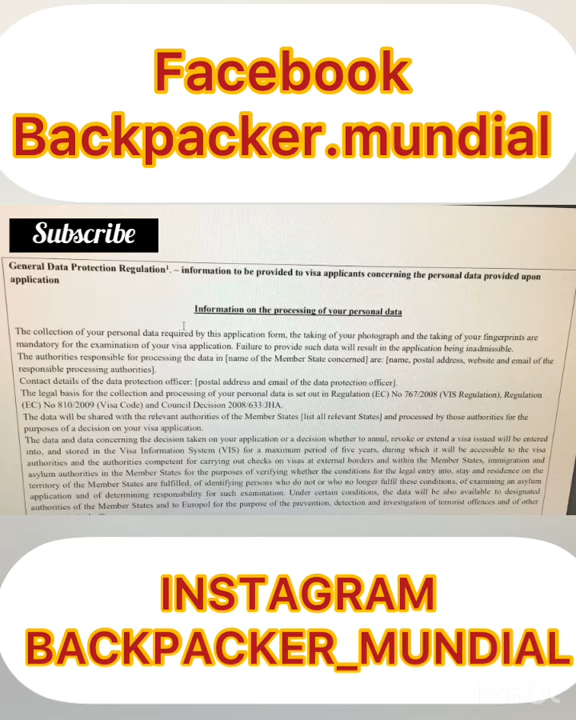 Facebook
Backpacker.mundial
Subscribe
General Data Protection Regulation¹. – information to be provided to visa applicants concerning the personal data provided upon
application
Information on the processing of your personal data
The collection of your personal data required by this application form, the taking of your photograph and the taking of your fingerprints are
mandatory for the examination of your visa application. Failure to provide such data will result in the application being inadmissible.
The authorities responsible for processing the data in [name of the Member State concerned] are: [name, postal address, website and email of the
responsible processing authorities].
Contact details of the data protection officer: [postal address and email of the data protection officer].
The legal basis for the collection and processing of your personal data is set out in Regulation (EC) No 767/2008 (VIS Regulation), Regulation
(EC) No 810/2009 (Visa Code) and Council Decision 2008/633/JHA.
The data will be shared with the relevant authorities of the Member States [list all relevant States] and processed by those authorities for the
purposes of a decision on your visa application.
The data and data concerning the decision taken on your application or a decision whether to annul, revoke or extend a visa issued will be entered
into, and stored in the Visa Information System (VIS) for a maximum period of five years, during which it will be accessible to the visa
authorities and the authorities competent for carrying out checks on visas at external borders and within the Member States, immigration and
asylum authorities in the Member States for the purposes of verifying whether the conditions for the legal entry into, stay and residence on the
territory of the Member States are fulfilled, of identifying persons who do not or who no longer fulfil these conditions, of examining an asylum
application and of determining responsibility for such examination. Under certain conditions, the data will be also available to designated
authorities of the Member States and to Europol for the purpose of the prevention, detection and investigation of terrorist offences and of other
INSTAGRAM
BACKPACKER_MUNDIAL